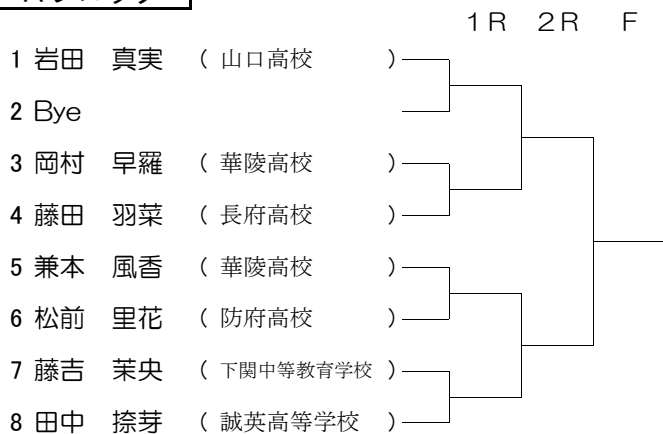 １Ｒ ２Ｒ Ｆ
1 岩田 真実 ( 山口高校 )
2 Bye
3 岡村 早羅 ( 華陵高校 )
4 藤田 羽菜 ( 長府高校 )
5 兼本 風香 ( 華陵高校 )
6 松前 里花 ( 防府高校 )
7 藤吉 茉央 ( 下関中等教育学校 )
8 田中 捺芽 ( 誠英高等学校 )